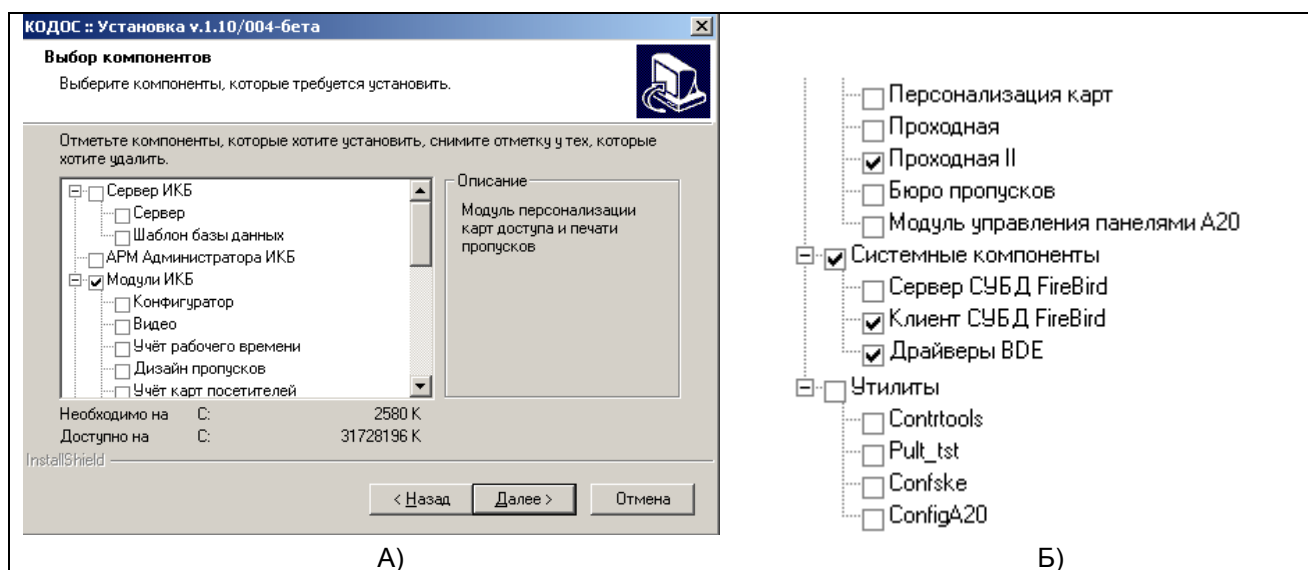 КОДОС :: Установка v.1.10/004-бета
Выбор компонентов
Выберите компоненты, которые требуется установить.
Отметьте компоненты, которые хотите установить, снимите отметку у тех, которые
хотите удалить.
Сервер ИКБ
Сервер
Шаблон базы данных
АРМ Администратора ИКБ
Модули ИКБ
Конфигуратор
Видео
Учёт рабочего времени
Дизайн пропусков
Учёт карт посетителей
Описание
Модуль персонализации
карт доступа и печати
пропусков
Необходимо на C: 2580 K
Доступно на C: 31728196 K
InstallShield
< Назад
Далее >
Отмена
А)
Персонализация карт
Проходная
Проходная II
Бюро пропусков
Модуль управления панелями А20
Системные компоненты
Сервер СУБД FireBird
Клиент СУБД FireBird
Драйверы BDE
Утилиты
Contrtools
Pult_tst
Confske
ConfigA20
Б)